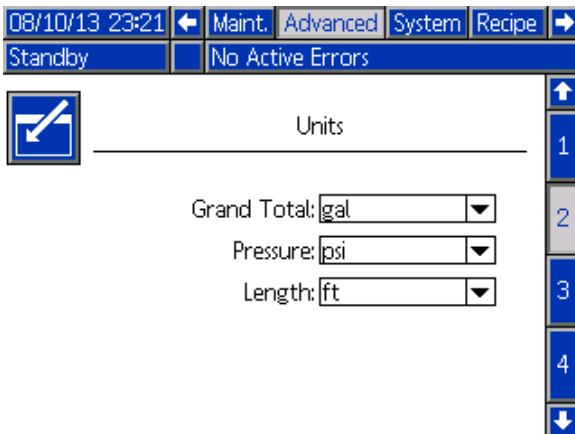 08/10/13 23:21 Maint. Advanced System Recipe
Standby No Active Errors
Units
1
Grand Total: gal
2
Pressure: psi
Length: ft
3
4